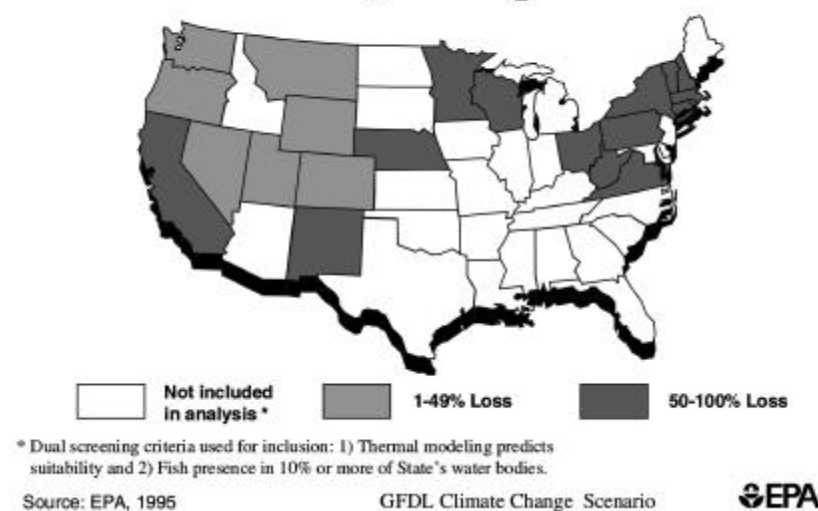 Not included
in analysis *
1-49% Loss
50-100% Loss
* Dual screening criteria used for inclusion: 1) Thermal modeling predicts
suitability and 2) Fish presence in 10% or more of State's water bodies.
Source: EPA, 1995
GFDL Climate Change Scenario
EPA